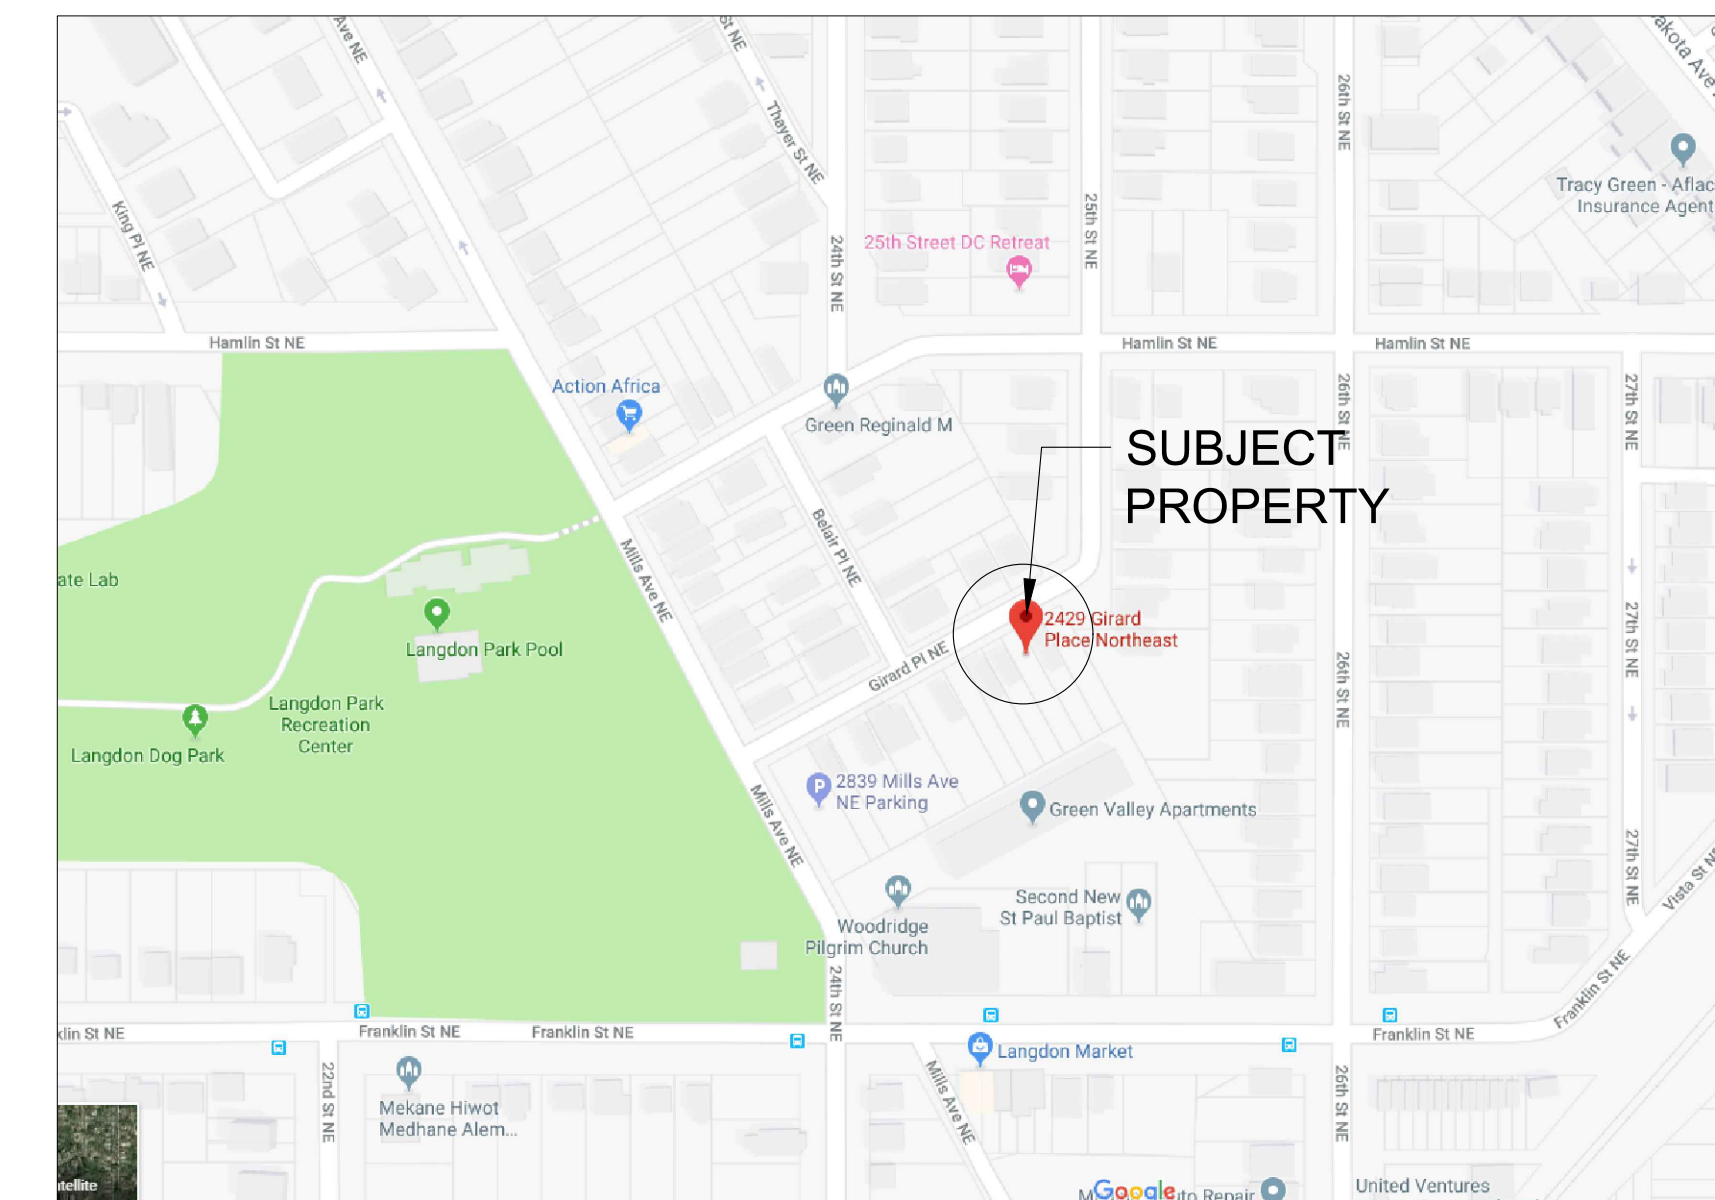 Ave NE
St NE
Thayer St NE
26th St NE
akota Ave
King Pl NE
24th St NE
25th St NE
25th Street DC Retreat
Tracy Green - Aflac
Insurance Agent
Hamlin St NE
Hamlin St NE
Hamlin St NE
Action Africa
Green Reginald M
26th St NE
27th St NE
SUBJECT
PROPERTY
Belair Pl NE
Mills Ave NE
ate Lab
Langdon Park Pool
2429 Girard
Place Northeast
Girard Pl NE
26th St NE
27th St NE
Langdon Park
Recreation
Center
Langdon Dog Park
P
2839 Mills Ave
NE Parking
Mills Ave NE
Green Valley Apartments
27th St NE
Vista St NE
Second New
St Paul Baptist
Woodridge
Pilgrim Church
24th St NE
Franklin St NE
klin St NE
Franklin St NE
Franklin St NE
Franklin St NE
Langdon Market
22nd St NE
Mills Ave NE
26th St NE
Mekane Hiwot
Medhane Alem...
tellite
Google
uto Repair
United Ventures